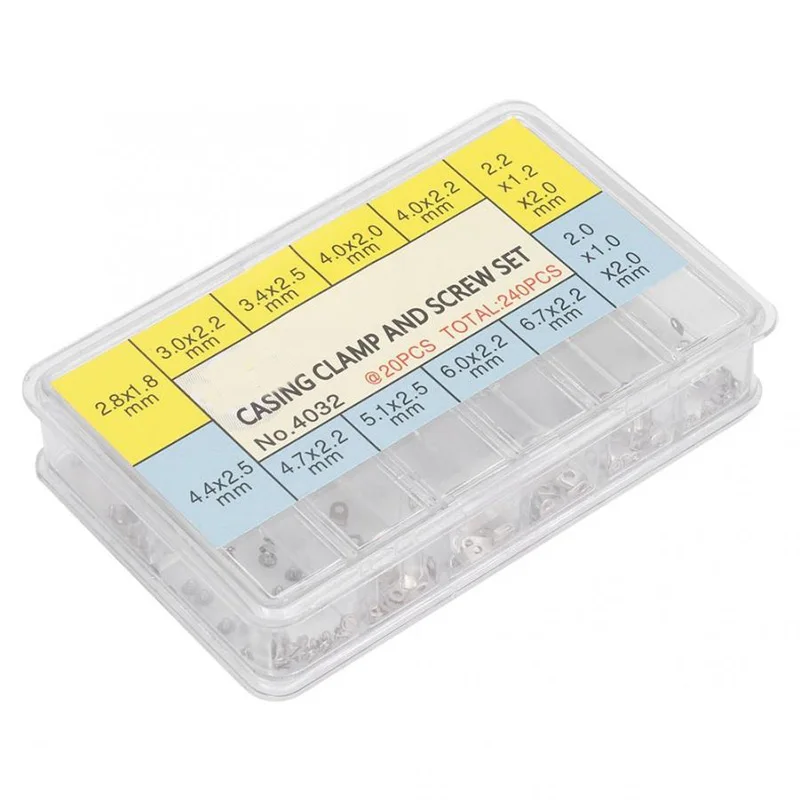 2.8x1.8
mm
3.0x2.2
mm
3.4x2.5
mm
4.0x2.0
mm
4.0x2.2
mm
2.2
x1.2
x2.0
mm
CASING CLAMP AND SCREW SET
No.4032
@20PCS TOTAL:240PCS
4.4x2.5
mm
4.7x2.2
mm
5.1x2.5
mm
6.0x2.2
mm
6.7x2.2
mm
2.0
x1.0
x2.0
mm